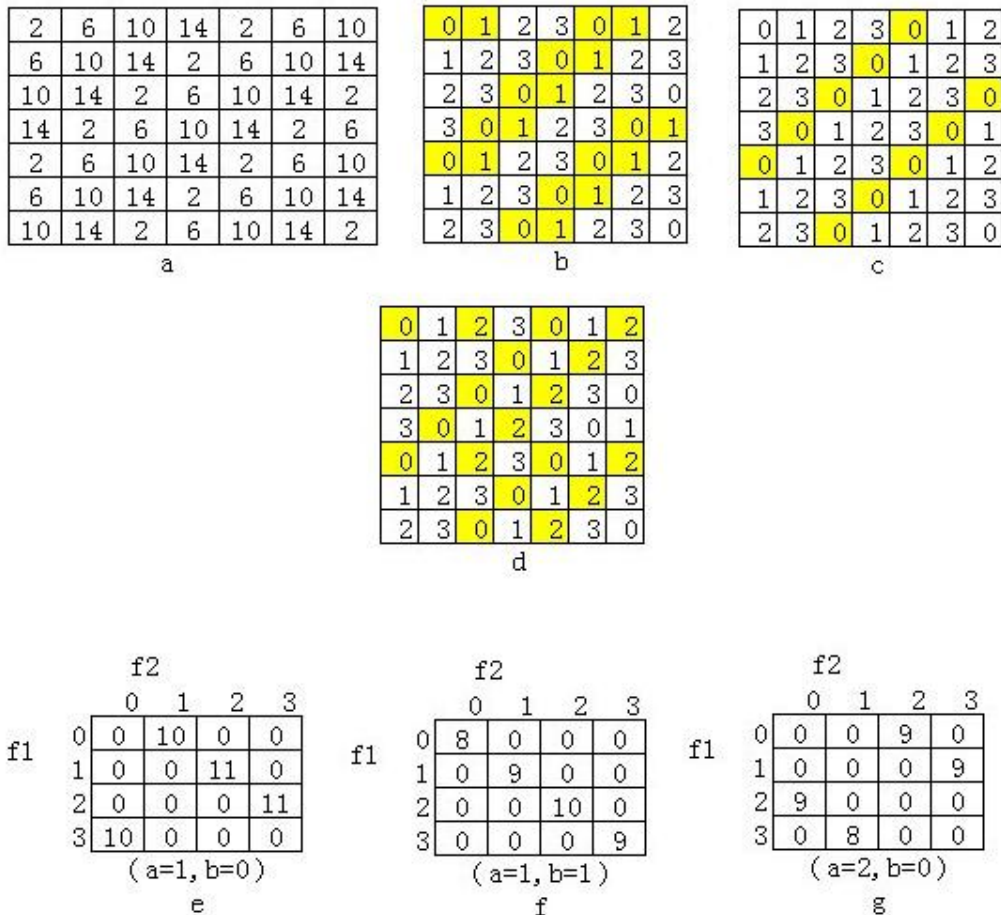 2 6 10 14 2 6 10
6 10 14 2 6 10 14
10 14 2 6 10 14 2
14 2 6 10 14 2 6
2 6 10 14 2 6 10
6 10 14 2 6 10 14
10 14 2 6 10 14 2
a
0 1 2 3 0 1 2
1 2 3 0 1 2 3
2 3 0 1 2 3 0
3 0 1 2 3 0 1
0 1 2 3 0 1 2
1 2 3 0 1 2 3
2 3 0 1 2 3 0
b
0 1 2 3 0 1 2
1 2 3 0 1 2 3
2 3 0 1 2 3 0
3 0 1 2 3 0 1
0 1 2 3 0 1 2
1 2 3 0 1 2 3
2 3 0 1 2 3 0
c
0 1 2 3 0 1 2
1 2 3 0 1 2 3
2 3 0 1 2 3 0
3 0 1 2 3 0 1
0 1 2 3 0 1 2
1 2 3 0 1 2 3
2 3 0 1 2 3 0
d
f2
0 1 2 3
f1
0 0 10 0 0
1 0 0 11 0
2 0 0 0 11
3 10 0 0 0
(a=1,b=0)
e
f2
0 1 2 3
f1
0 8 0 0 0
1 0 9 0 0
2 0 0 10 0
3 0 0 0 9
(a=1,b=1)
f
f2
0 1 2 3
f1
0 0 0 9 0
1 0 0 0 9
2 9 0 0 0
3 0 8 0 0
(a=2,b=0)
g